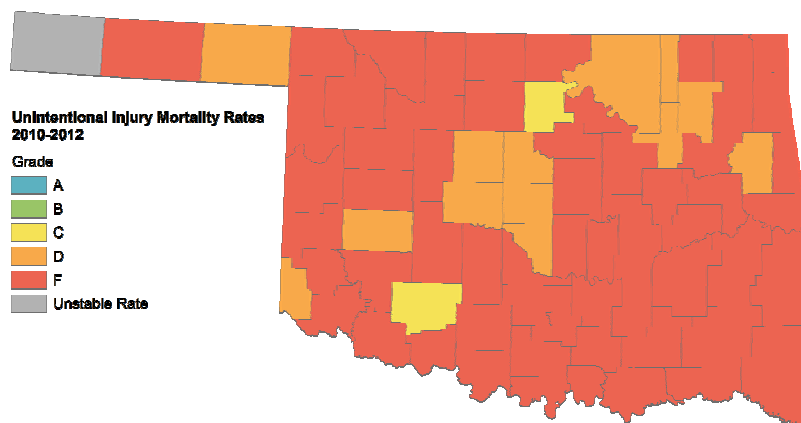 Unintentional Injury Mortality Rates
2010-2012
Grade
A
B
C
D
F
Unstable Rate